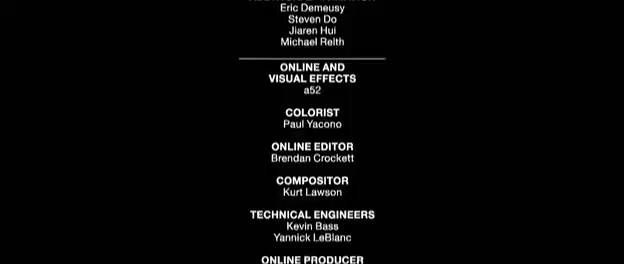 Eric Demeusy
Steven Do
Jiaren Hui
Michael Relth
ONLINE AND
VISUAL EFFECTS
a52
COLORIST
Paul Yacono
ONLINE EDITOR
Brendan Crockett
COMPOSITOR
Kurt Lawson
TECHNICAL ENGINEERS
Kevin Bass
Yannick LeBlanc
ONLINE PRODUCER